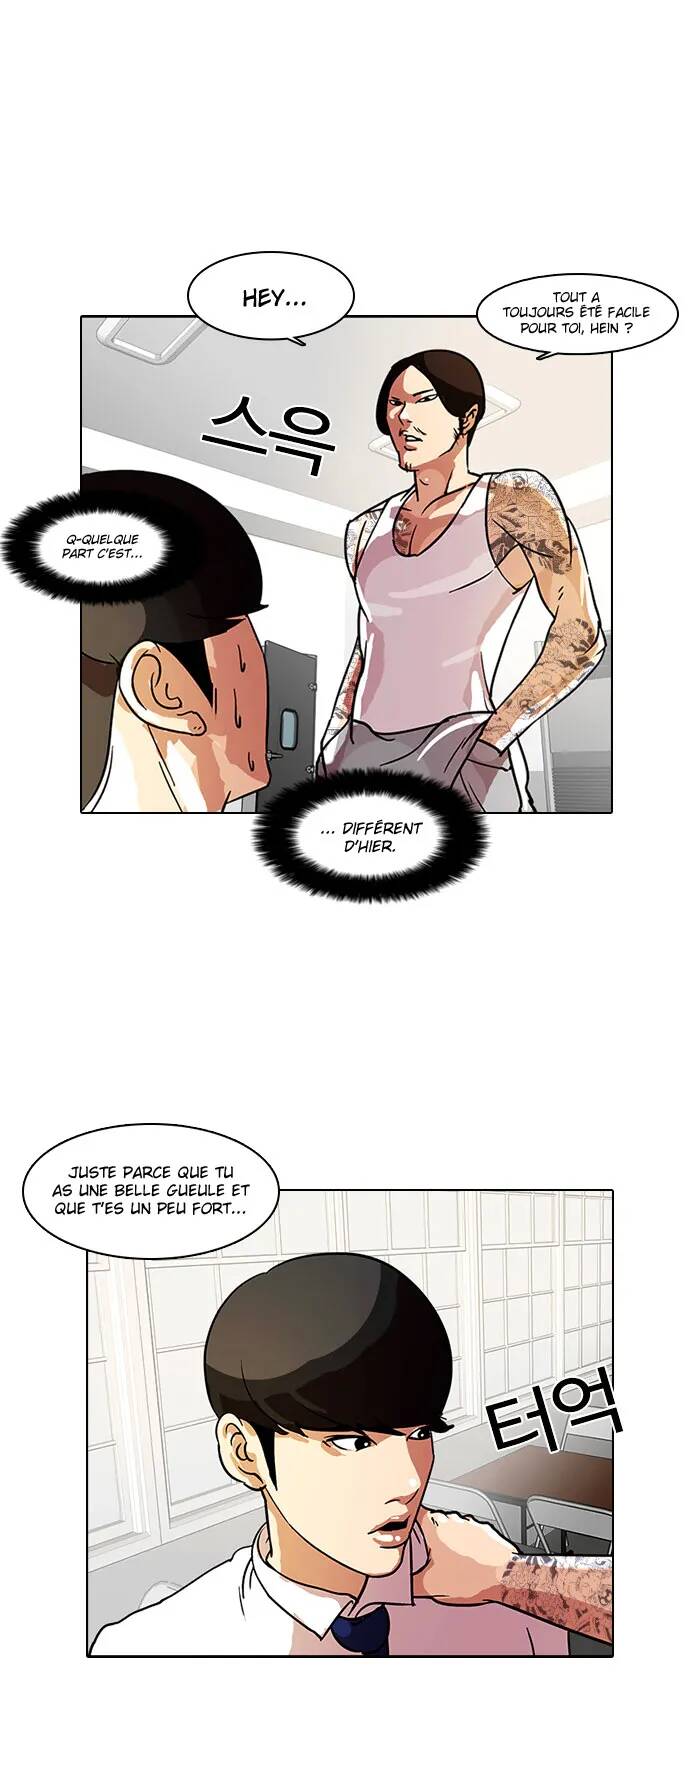 HEY...
TOUT A
TOUJOURS ÉTÉ FACILE
POUR TOI, HEIN ?
스윽
Q-QUELQUE
PART C'EST...
... DIFFÉRENT
D'HIER.
JUSTE PARCE QUE TU
AS UNE BELLE GUEULE ET
QUE T'ES UN PEU FORT...
터억